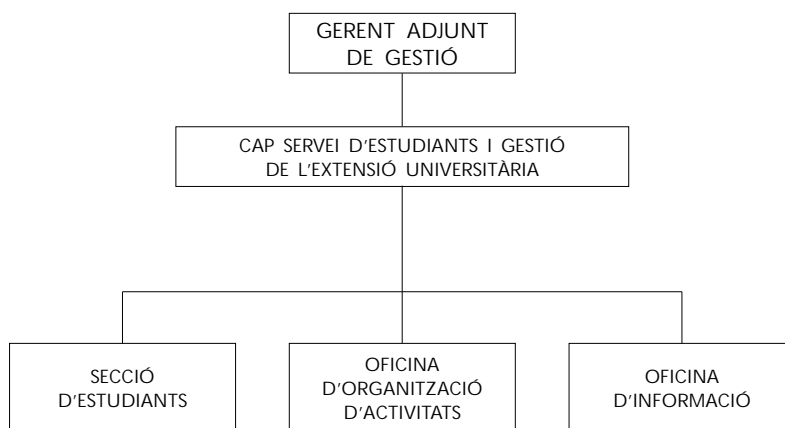 GERENT ADJUNT
DE GESTIÓ
CAP SERVEI D'ESTUDIANTS I GESTIÓ
DE L'EXTENSIÓ UNIVERSITÀRIA
SECCIÓ
D'ESTUDIANTS
OFICINA
D'ORGANITZACIÓ
D'ACTIVITATS
OFICINA
D'INFORMACIÓ